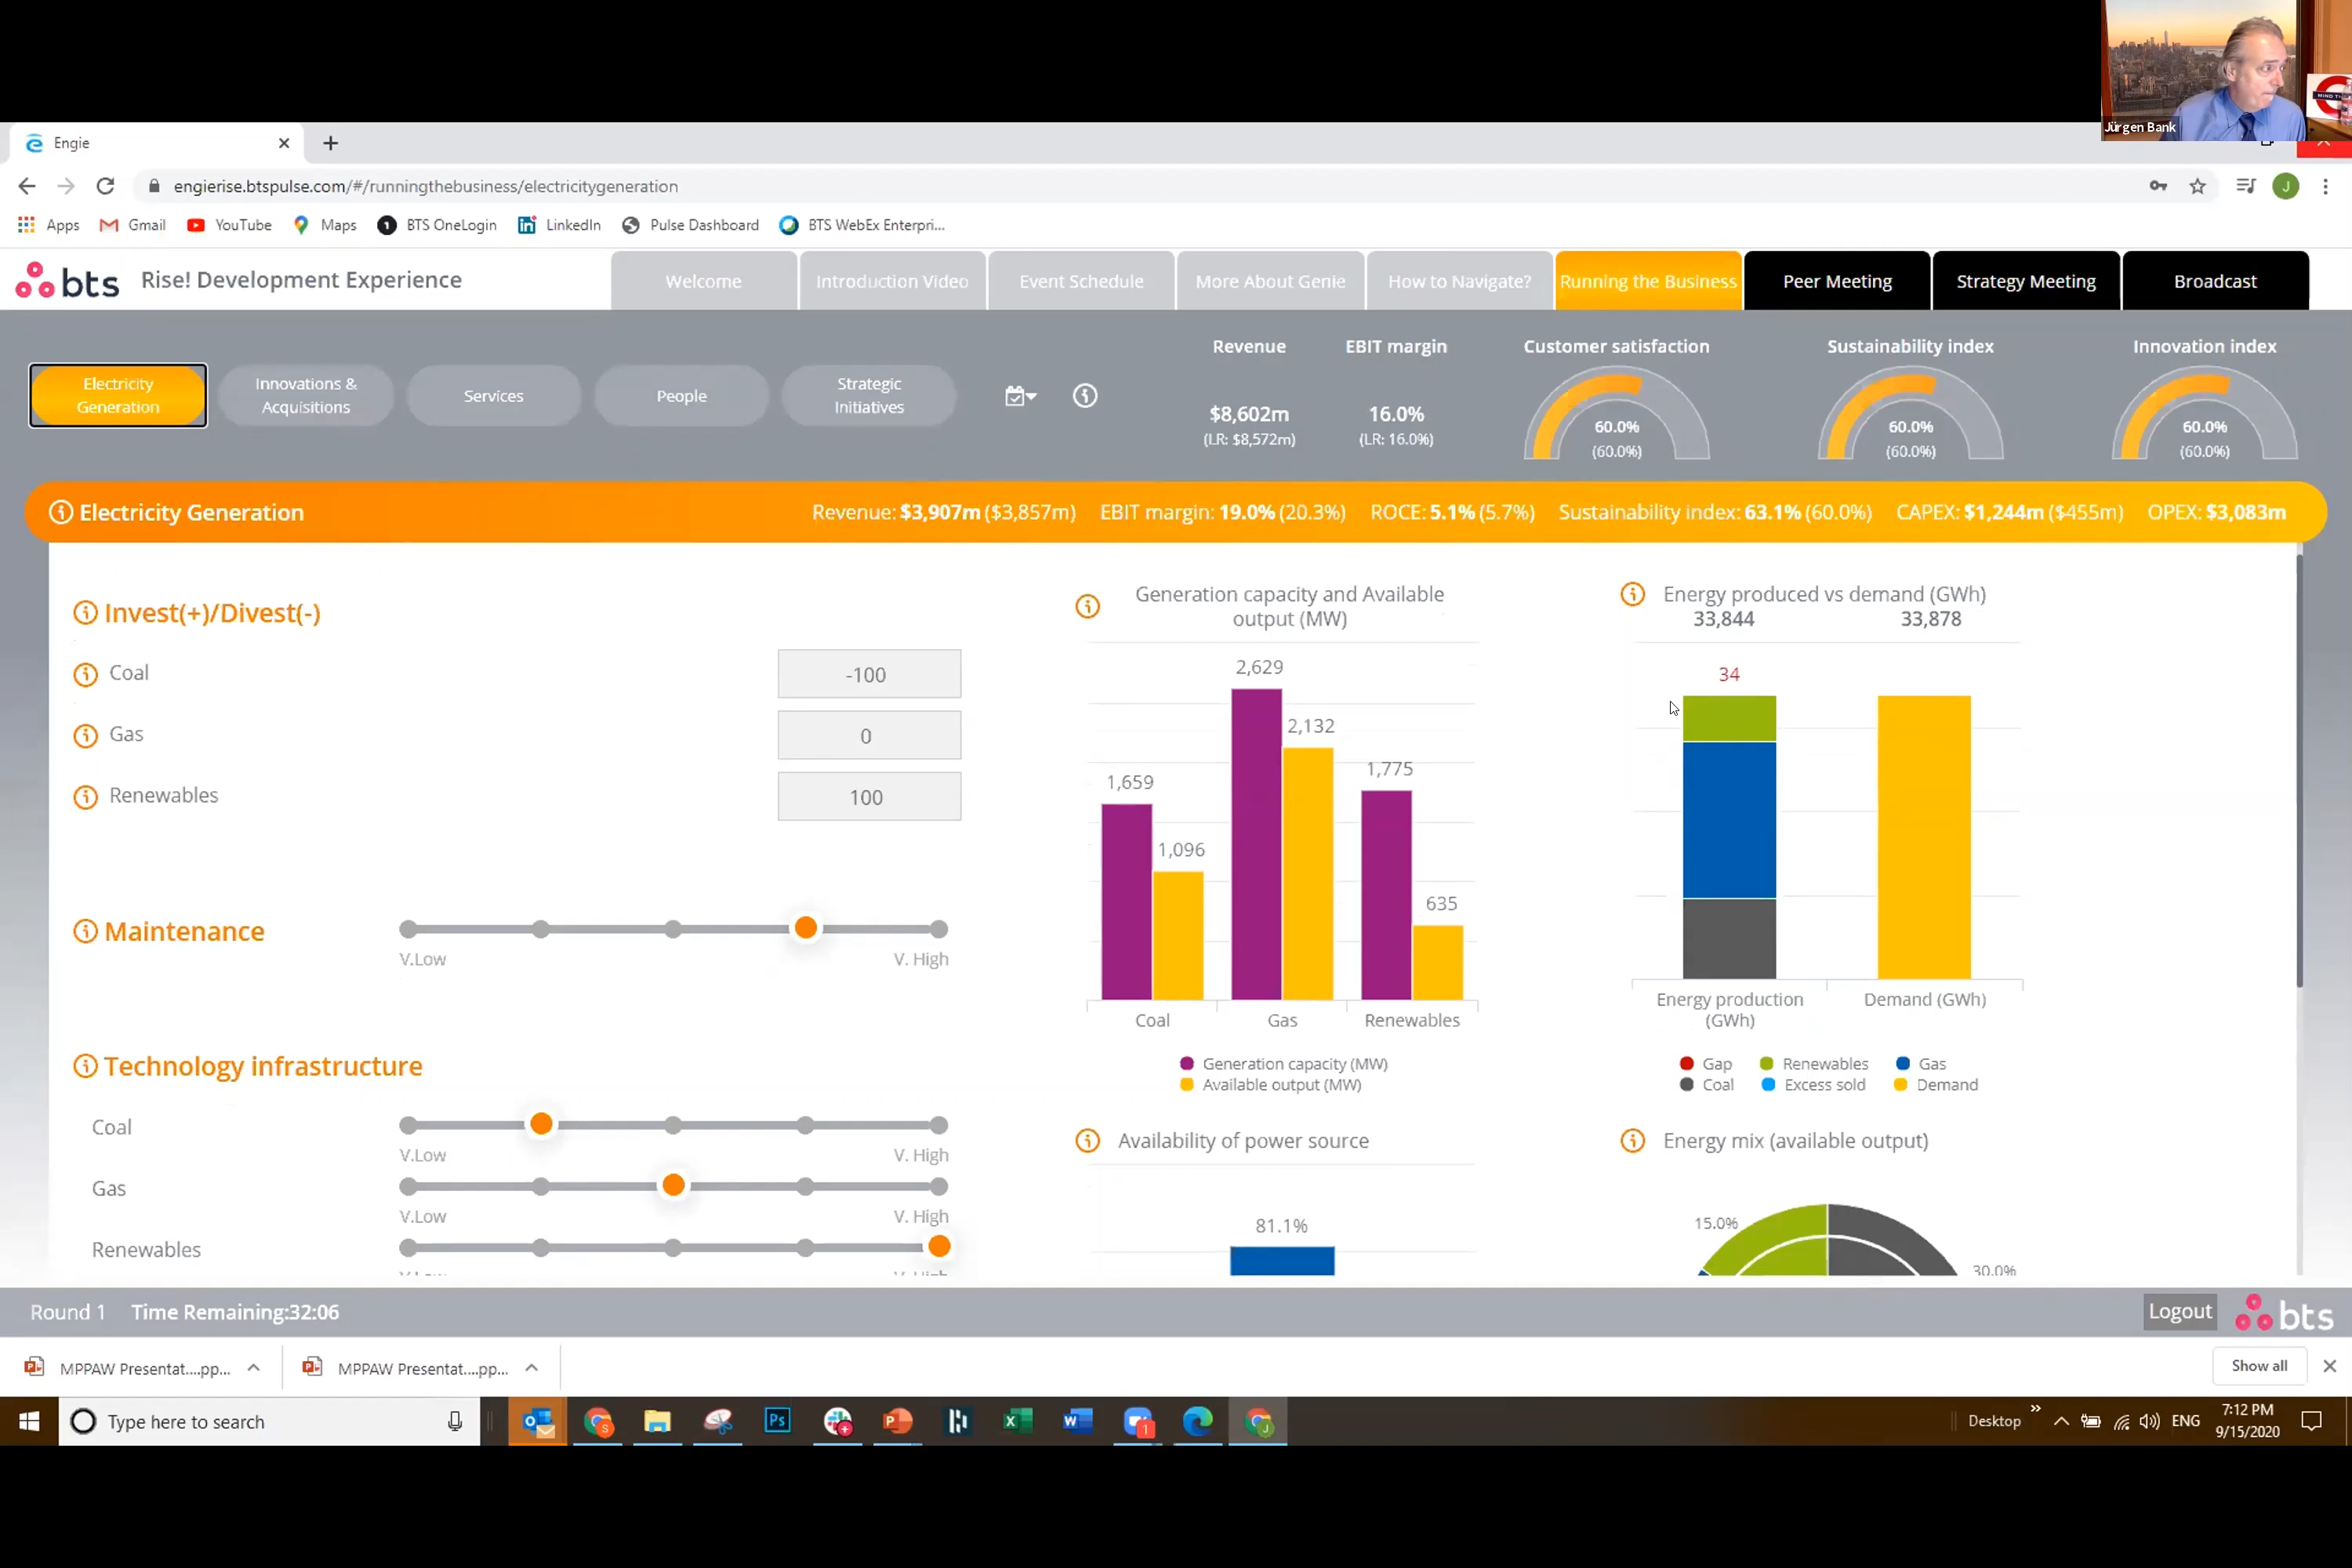 Jürgen Bank
MIND
Engie
engierise.btspulse.com/#/runningthebusiness/electricitygeneration
J
Apps
Gmail
YouTube
Maps
BTS OneLogin
LinkedIn
Pulse Dashboard
BTS WebEx Enterpri...
bts
Rise! Development Experience
Welcome
Introduction Video
Event Schedule
More About Genie
How to Navigate?
Running the Business
Peer Meeting
Strategy Meeting
Broadcast
Electricity
Generation
Innovations &
Acquisitions
Services
People
Strategic
Initiatives
Revenue
$8,602m
(LR: $8,572m)
EBIT margin
16.0%
(LR: 16.0%)
Customer satisfaction
60.0%
(60.0%)
Sustainability index
60.0%
(60.0%)
Innovation index
60.0%
(60.0%)
Electricity Generation
Revenue: $3,907m ($3,857m)
EBIT margin: 19.0% (20.3%)
ROCE: 5.1% (5.7%)
Sustainability index: 63.1% (60.0%)
CAPEX: $1,244m ($455m)
OPEX: $3,083m
Invest(+)/Divest(-)
Coal
-100
Gas
0
Renewables
100
Maintenance
V.Low
V. High
Technology infrastructure
Coal
V.Low
V. High
Gas
V.Low
V. High
Renewables
V.Low
V. High
Generation capacity and Available
output (MW)
2,629
2,132
1,775
1,659
1,096
635
Coal
Gas
Renewables
Generation capacity (MW)
Available output (MW)
Energy produced vs demand (GWh)
33,844
33,878
34
Energy production
(GWh)
Demand (GWh)
Gap
Renewables
Gas
Coal
Excess sold
Demand
Availability of power source
81.1%
Energy mix (available output)
15.0%
30.0%
Round 1
Time Remaining:32:06
Logout
bts
MPPAW Presentat....pp...
MPPAW Presentat....pp...
Show all
Type here to search
Ps
S
1
J
Desktop
ENG
7:12 PM
9/15/2020